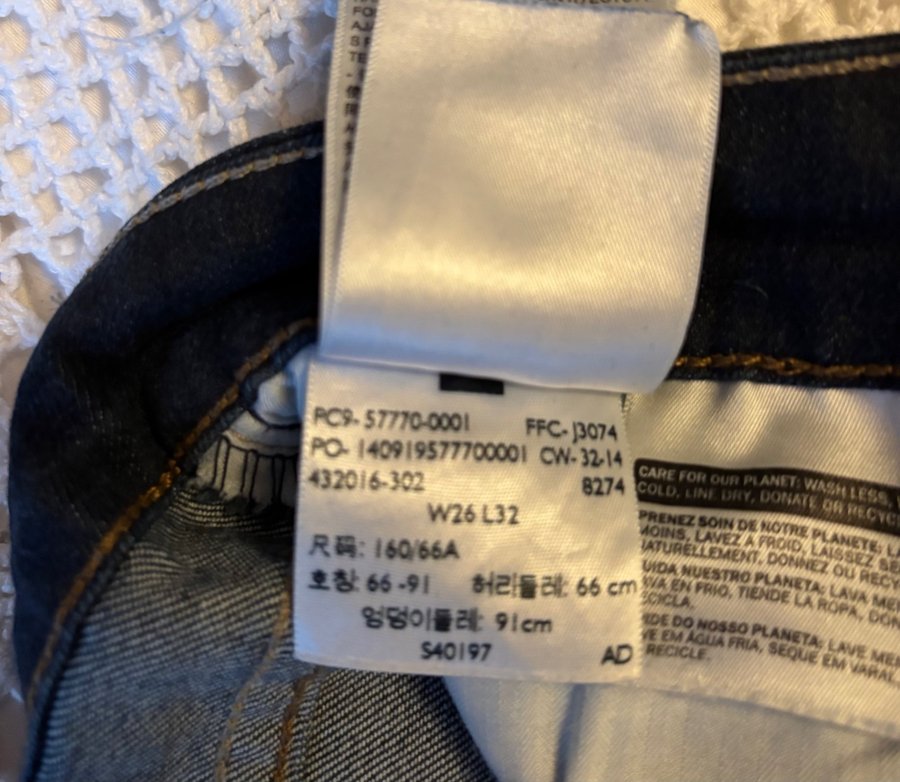 PC9- 57770-0001 FFC- J3074
PO- 140919577700001 CW- 32-14
432016-302 8274
W26 L32
尺码: 160/66A
호칭: 66 -91 허리둘레: 66 cm
엉덩이둘레: 91cm
S40197 AD
CARE FOR OUR PLANET: WASH LESS,
COLD, LINE DRY, DONATE OR
PRENEZ SOIN DE NOTRE PLANETE:
MOINS, LAVEZ A FROID, LAISSEZ
NATURELLEMENT, DONNEZ OU
CUIDA NUESTRO PLANETA: LAVA
EN FRIO, TIENDE LA ROPA,
RECICLA.
DO NOSSO PLANETA: LAVE
EM ÁGUA FRIA, SEQUE EM
RECICLE.